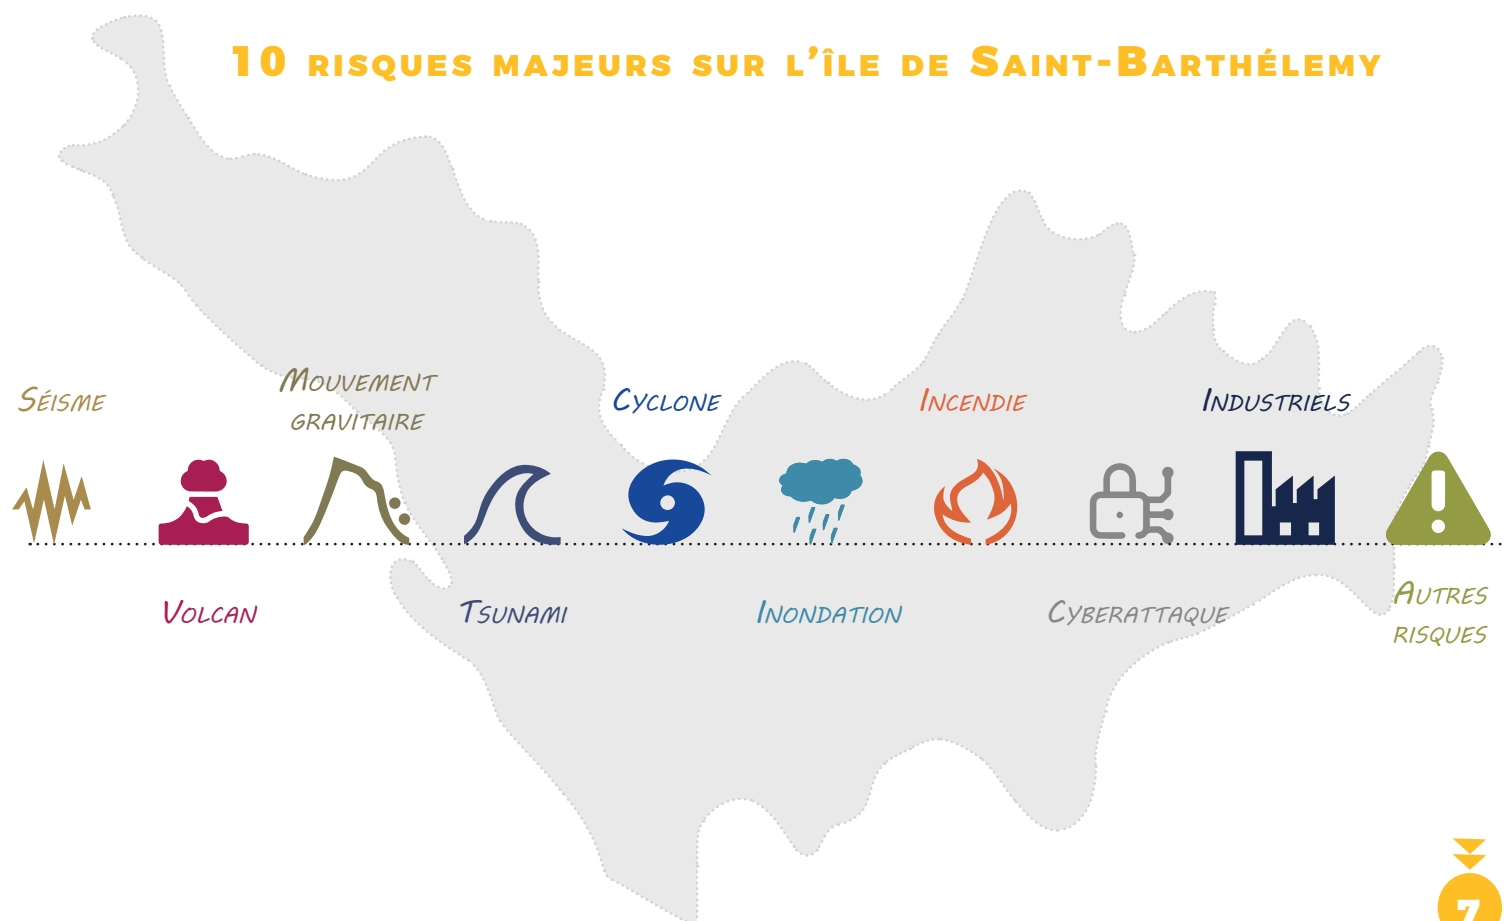 10 risques majeurs sur l'île de Saint-Barthélemy
Séisme
Volcan
Mouvement
gravitaire
Tsunami
Cyclone
Inondation
Incendie
Cyberattaque
Industriels
Autres
risques
7